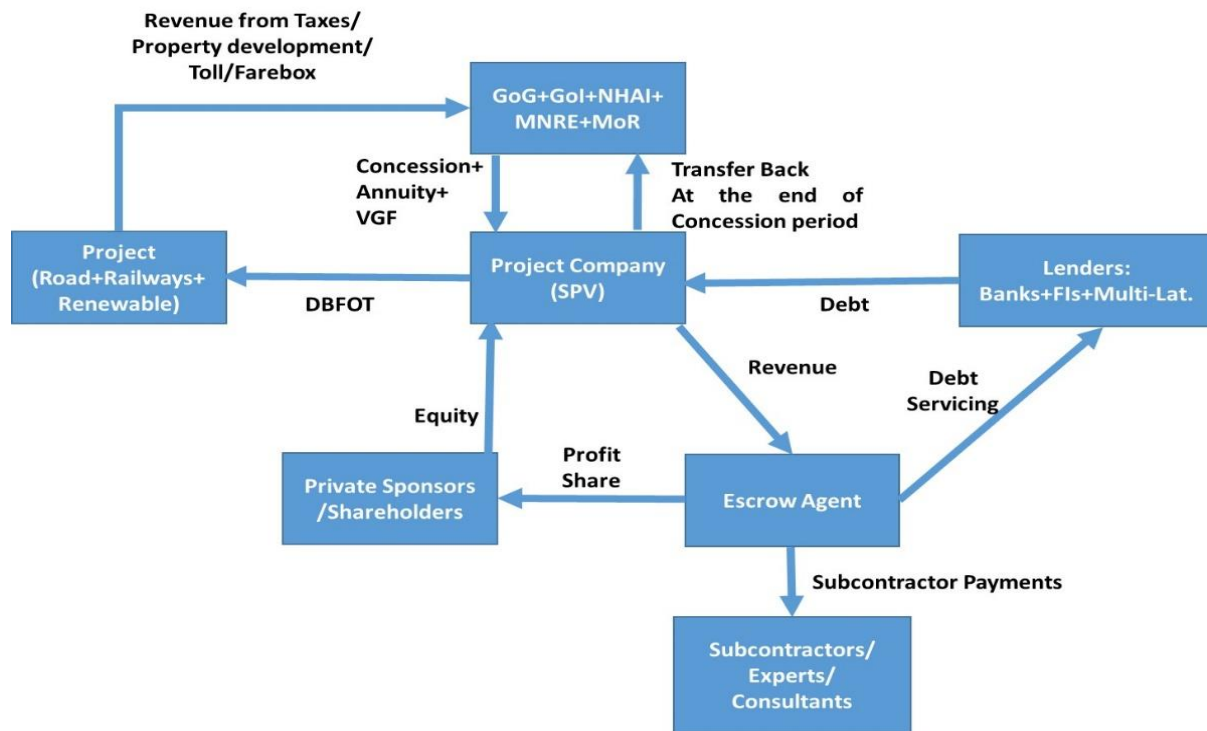 Revenue from Taxes/
Property development/
Toll/Farebox
GoG+GoI+NHAI+
MNRE+MoR
Concession+
Annuity+
VGF
Transfer Back
At the end of
Concession period
Project
(Road+Railways+
Renewable)
DBFOT
Project Company
(SPV)
Debt
Lenders:
Banks+FIs+Multi-Lat.
Revenue
Debt
Servicing
Equity
Private Sponsors
/Shareholders
Profit
Share
Escrow Agent
Subcontractor Payments
Subcontractors/
Experts/
Consultants